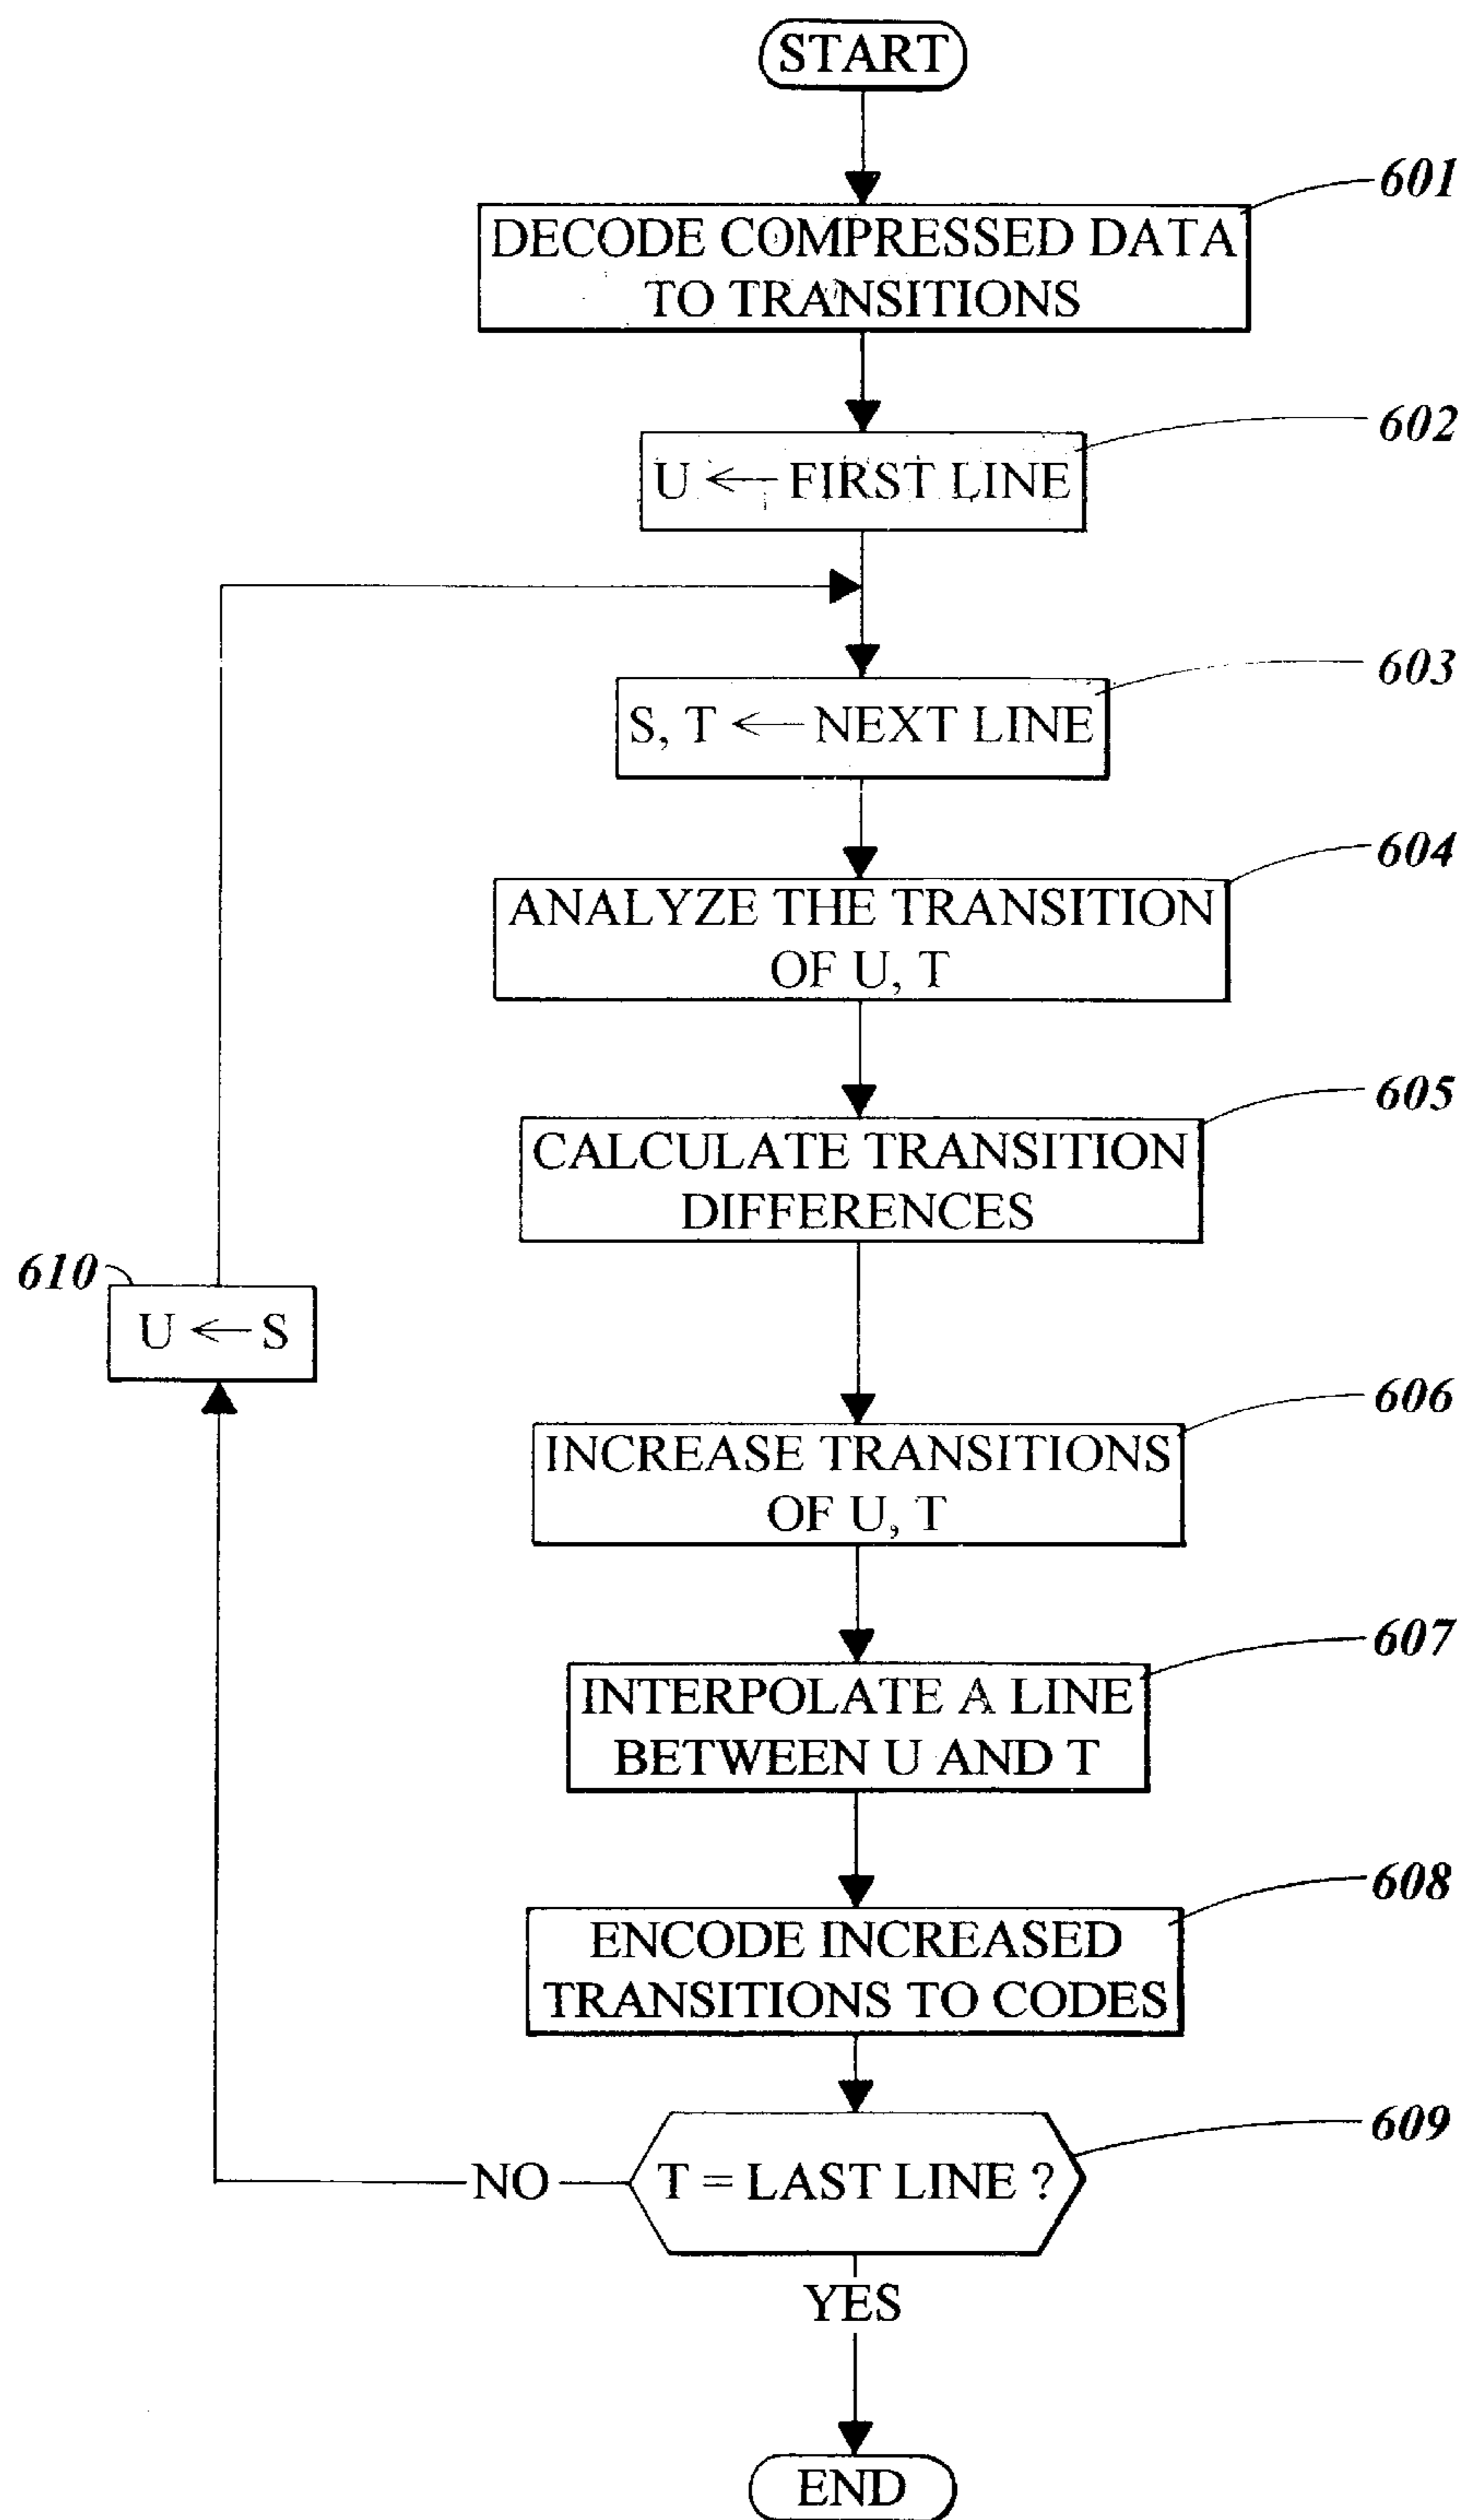 START
601
DECODE COMPRESSED DATA
TO TRANSITIONS
602
U ← FIRST LINE
603
S, T ← NEXT LINE
604
ANALYZE THE TRANSITION
OF U, T
605
CALCULATE TRANSITION
DIFFERENCES
610
U ← S
606
INCREASE TRANSITIONS
OF U, T
607
INTERPOLATE A LINE
BETWEEN U AND T
608
ENCODE INCREASED
TRANSITIONS TO CODES
609
NO
T = LAST LINE ?
YES
END